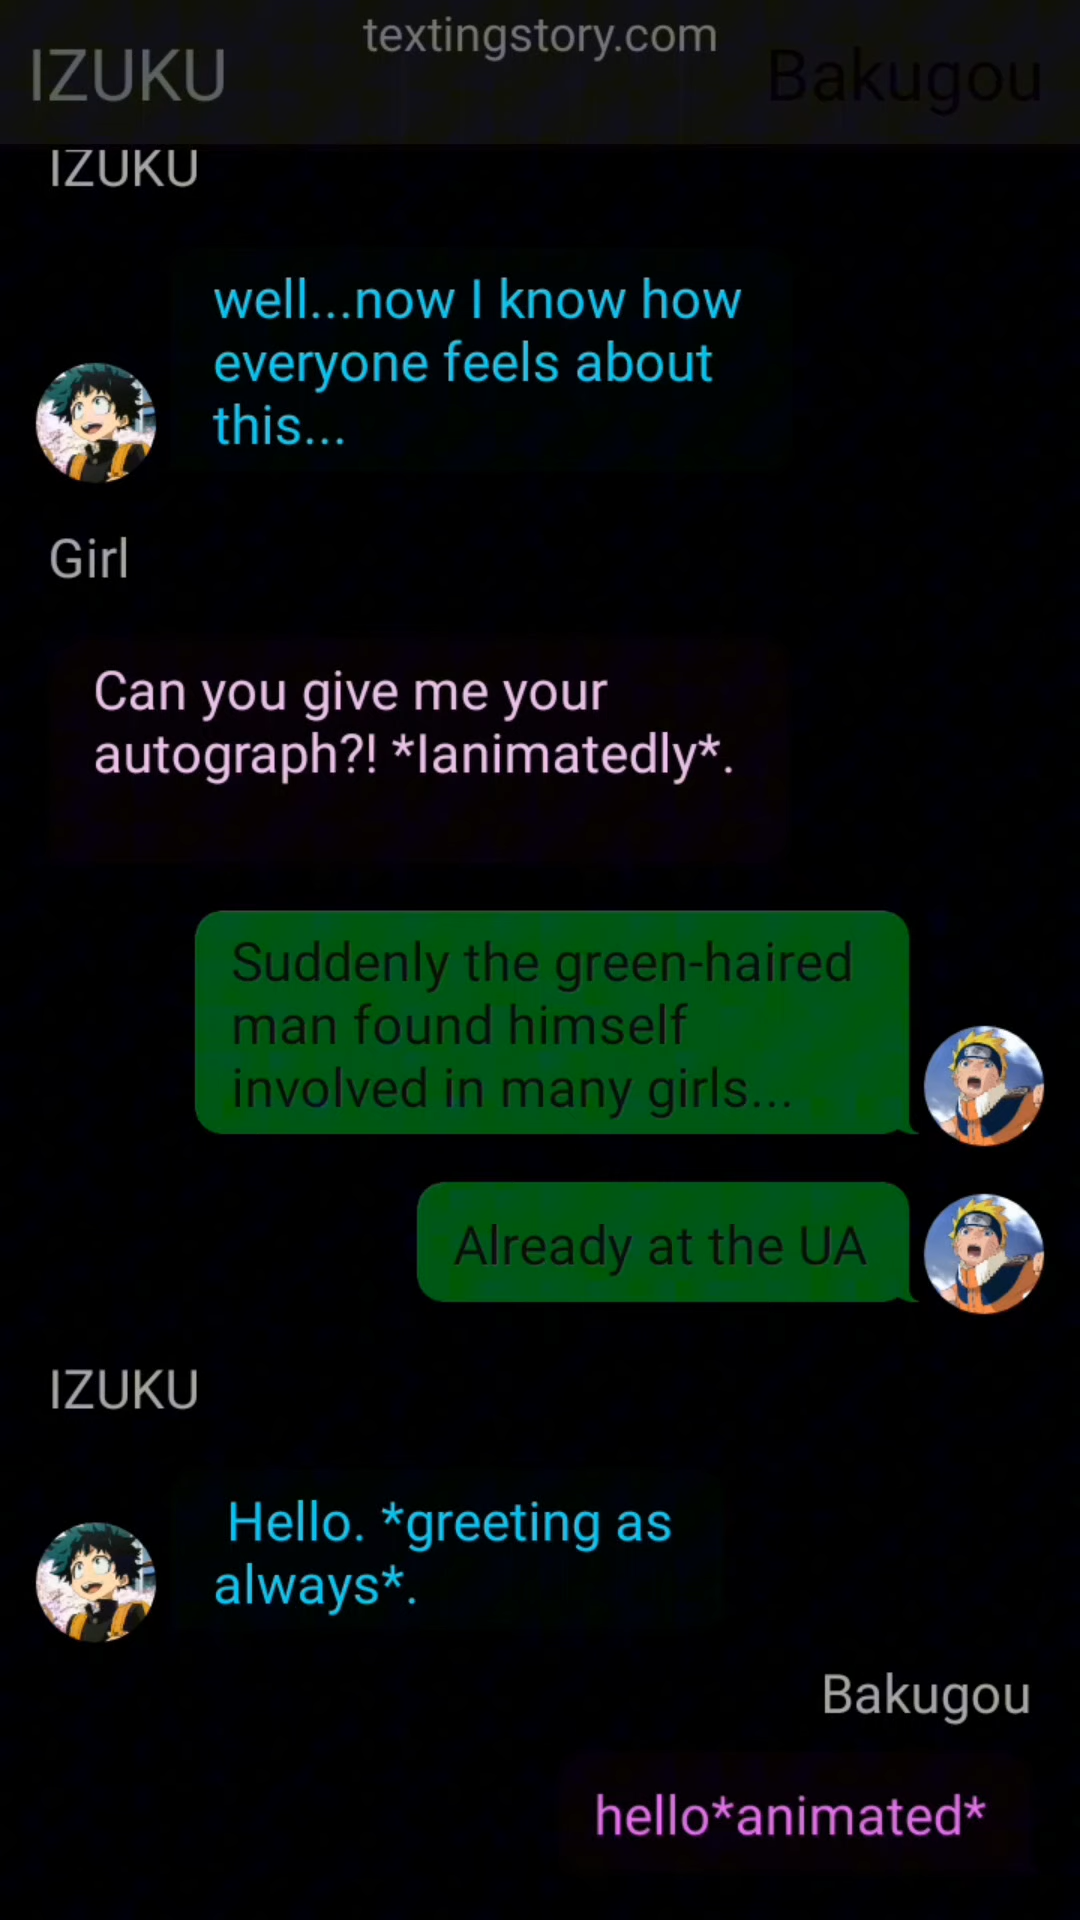 textingstory.com
IZUKU
Bakugou
IZUKU
well...now I know how
everyone feels about
this...
Girl
Can you give me your
autograph?! *Ianimatedly*.
Suddenly the green-haired
man found himself
involved in many girls...
Already at the UA
IZUKU
Hello. *greeting as
always*.
Bakugou
hello*animated*